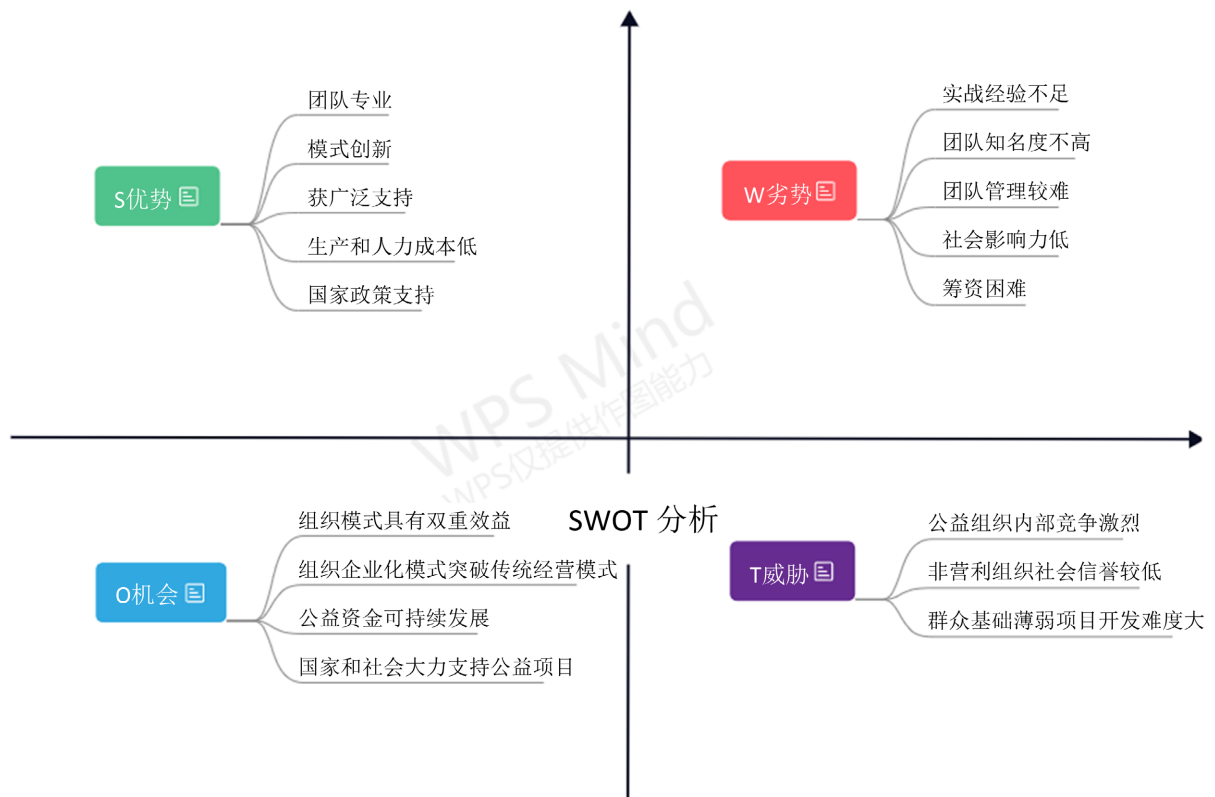 S优势
团队专业
模式创新
获广泛支持
生产和人力成本低
国家政策支持
W劣势
实战经验不足
团队知名度不高
团队管理较难
社会影响力低
筹资困难
WPS Mind
WPS仅提供作图能力
SWOT 分析
O机会
组织模式具有双重效益
组织企业化模式突破传统经营模式
公益资金可持续发展
国家和社会大力支持公益项目
T威胁
公益组织内部竞争激烈
非营利组织社会信誉较低
群众基础薄弱项目开发难度大